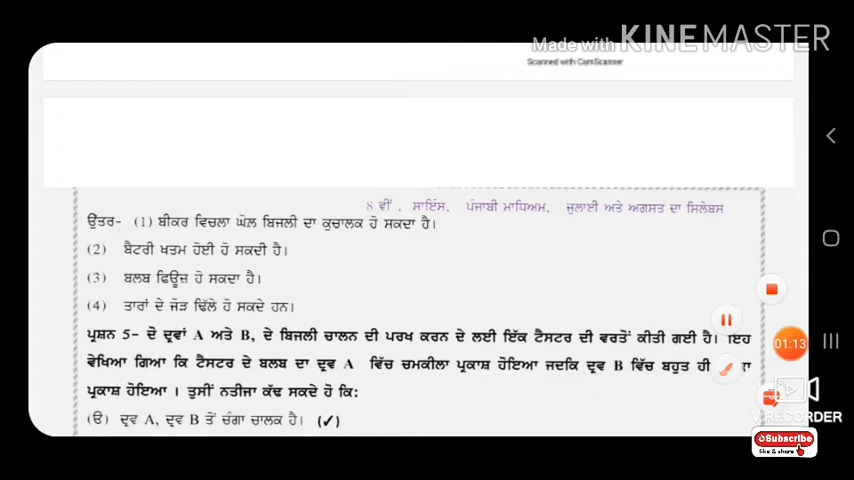 Made with KINEMASTER
Scanned with CamScanner
8 ਵੀਂ , ਸਾਇੰਸ, ਪੰਜਾਬੀ ਮਾਧਿਅਮ, ਜੁਲਾਈ ਅਤੇ ਅਗਸਤ ਦਾ ਸਿਲੇਬਸ
ਉੱਤਰ- (1) ਬੀਕਰ ਵਿਚਲਾ ਘੋਲ ਬਿਜਲੀ ਦਾ ਕੁਚਾਲਕ ਹੋ ਸਕਦਾ ਹੈ।
(2) ਬੈਟਰੀ ਖਤਮ ਹੋਈ ਹੋ ਸਕਦੀ ਹੈ।
(3) ਬਲਬ ਫਿਊਜ਼ ਹੋ ਸਕਦਾ ਹੈ।
(4) ਤਾਰਾਂ ਦੇ ਜੋੜ ਢਿੱਲੇ ਹੋ ਸਕਦੇ ਹਨ।
ਪ੍ਰਸ਼ਨ 5- ਦੋ ਦ੍ਰਵਾਂ A ਅਤੇ B, ਦੇ ਬਿਜਲੀ ਚਾਲਨ ਦੀ ਪਰਖ ਕਰਨ ਦੇ ਲਈ ਇੱਕ ਟੈਸਟਰ ਦੀ ਵਰਤੋਂ ਕੀਤੀ ਗਈ ਹੈ। ਇਹ
ਵੇਖਿਆ ਗਿਆ ਕਿ ਟੈਸਟਰ ਦੇ ਬਲਬ ਦਾ ਦ੍ਰਵ A ਵਿੱਚ ਚਮਕੀਲਾ ਪ੍ਰਕਾਸ਼ ਹੋਇਆ ਜਦਕਿ ਦ੍ਰਵ B ਵਿੱਚ ਬਹੁਤ ਹੀ
ਪ੍ਰਕਾਸ਼ ਹੋਇਆ । ਤੁਸੀਂ ਨਤੀਜਾ ਕੱਢ ਸਕਦੇ ਹੋ ਕਿ:
(ੳ) ਦ੍ਰਵ A, ਦ੍ਰਵ B ਤੋਂ ਚੰਗਾ ਚਾਲਕ ਹੈ। (✓)
01:13
V RECORDER
Subscribe
like & share